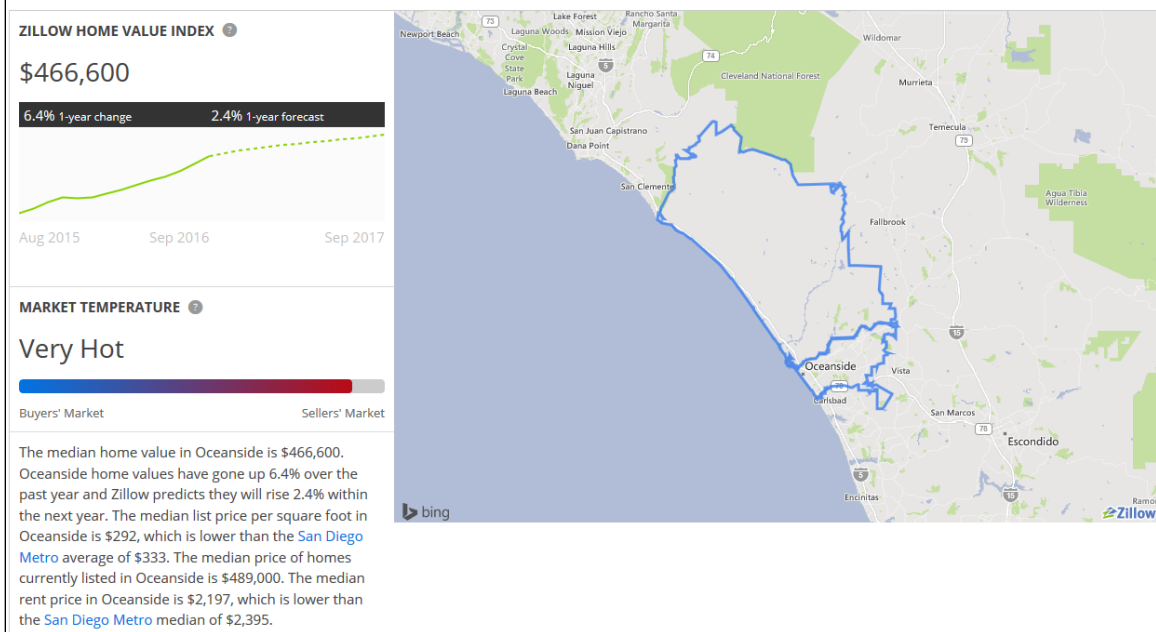 ZILLOW HOME VALUE INDEX ?
$466,600
6.4% 1-year change 2.4% 1-year forecast
Aug 2015 Sep 2016 Sep 2017
MARKET TEMPERATURE ?
Very Hot
Buyers' Market Sellers' Market
The median home value in Oceanside is $466,600.
Oceanside home values have gone up 6.4% over the
past year and Zillow predicts they will rise 2.4% within
the next year. The median list price per square foot in
Oceanside is $292, which is lower than the San Diego
Metro average of $333. The median price of homes
currently listed in Oceanside is $489,000. The median
rent price in Oceanside is $2,197, which is lower than
the San Diego Metro median of $2,395.
Lake Forest
Rancho Santa
Margarita
73
Newport Beach
Laguna Woods Mission Viejo
Wildomar
Crystal
Cove
State
Park
Laguna Hills
5
74
Laguna
Niguel
Cleveland National Forest
Murrieta
Laguna Beach
San Juan Capistrano
Temecula
Dana Point
San Clemente
Agua Tibia
Wilderness
Fallbrook
15
Oceanside
Vista
Carlsbad
San Marcos
78
Escondido
5
Encinitas
15
Ramo
bing
Zillow